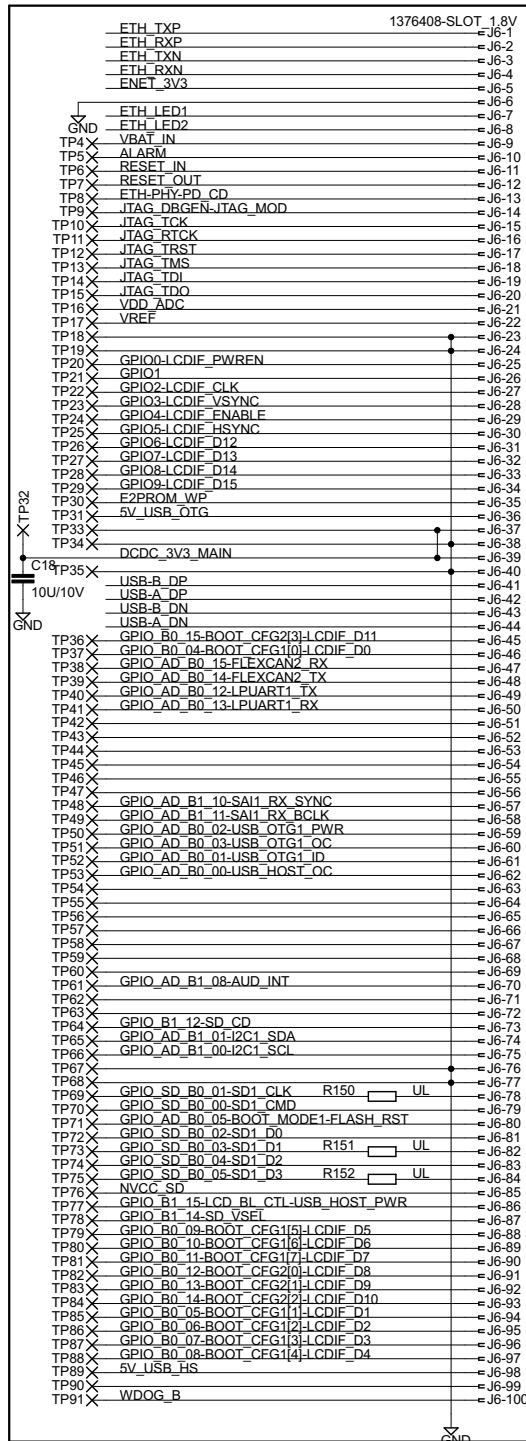 1376408-SLOT_1.8V
ETH_TXP J6-1
ETH_RXP J6-2
ETH_TXN J6-3
ETH_RXN J6-4
ENET_3V3 J6-5
J6-6
ETH_LED1 J6-7
GND ETH_LED2 J6-8
TP4 VBAT_IN J6-9
TP5 ALARM J6-10
TP6 RESET_IN J6-11
TP7 RESET_OUT J6-12
TP8 ETH-PHY-PD_CD J6-13
TP9 JTAG_DBGEN-JTAG_MOD J6-14
TP10 JTAG_TCK J6-15
TP11 JTAG_RTCK J6-16
TP12 JTAG_TRST J6-17
TP13 JTAG_TMS J6-18
TP14 JTAG_TDI J6-19
TP15 JTAG_TDO J6-20
TP16 VDD_ADC J6-21
TP17 VREF J6-22
TP18 J6-23
TP19 J6-24
TP20 GPIO0-LCDIF_PWREN J6-25
TP21 GPIO1 J6-26
TP22 GPIO2-LCDIF_CLK J6-27
TP23 GPIO3-LCDIF_VSYNC J6-28
TP24 GPIO4-LCDIF_ENABLE J6-29
TP25 GPIO5-LCDIF_HSYNC J6-30
TP26 GPIO6-LCDIF_D12 J6-31
TP27 GPIO7-LCDIF_D13 J6-32
TP28 GPIO8-LCDIF_D14 J6-33
TP29 GPIO9-LCDIF_D15 J6-34
TP30 E2PROM_WP J6-35
TP31 5V_USB_OTG J6-36
TP32
TP33 J6-37
TP34 J6-38
DCDC_3V3_MAIN J6-39
C18 TP35 J6-40
10U/10V USB-B_DP J6-41
USB-A_DP J6-42
USB-B_DN J6-43
GND USB-A_DN J6-44
TP36 GPIO_B0_15-BOOT_CFG2[3]-LCDIF_D11 J6-45
TP37 GPIO_B0_04-BOOT_CFG1[0]-LCDIF_D0 J6-46
TP38 GPIO_AD_B0_15-FLEXCAN2_RX J6-47
TP39 GPIO_AD_B0_14-FLEXCAN2_TX J6-48
TP40 GPIO_AD_B0_12-LPUART1_TX J6-49
TP41 GPIO_AD_B0_13-LPUART1_RX J6-50
TP42 J6-51
TP43 J6-52
TP44 J6-53
TP45 J6-54
TP46 J6-55
TP47 J6-56
TP48 GPIO_AD_B1_10-SAI1_RX_SYNC J6-57
TP49 GPIO_AD_B1_11-SAI1_RX_BCLK J6-58
TP50 GPIO_AD_B0_02-USB_OTG1_PWR J6-59
TP51 GPIO_AD_B0_03-USB_OTG1_OC J6-60
TP52 GPIO_AD_B0_01-USB_OTG1_ID J6-61
TP53 GPIO_AD_B0_00-USB_HOST_OC J6-62
TP54 J6-63
TP55 J6-64
TP56 J6-65
TP57 J6-66
TP58 J6-67
TP59 J6-68
TP60 J6-69
TP61 GPIO_AD_B1_08-AUD_INT J6-70
TP62 J6-71
TP63 J6-72
TP64 GPIO_B1_12-SD_CD J6-73
TP65 GPIO_AD_B1_01-I2C1_SDA J6-74
TP66 GPIO_AD_B1_00-I2C1_SCL J6-75
TP67 J6-76
TP68 J6-77
TP69 GPIO_SD_B0_01-SD1_CLK R150 UL J6-78
TP70 GPIO_SD_B0_00-SD1_CMD J6-79
TP71 GPIO_AD_B0_05-BOOT_MODE1-FLASH_RST J6-80
TP72 GPIO_SD_B0_02-SD1_D0 J6-81
TP73 GPIO_SD_B0_03-SD1_D1 R151 UL J6-82
TP74 GPIO_SD_B0_04-SD1_D2 J6-83
TP75 GPIO_SD_B0_05-SD1_D3 R152 UL J6-84
TP76 NVCC_SD J6-85
TP77 GPIO_B1_15-LCD_BL_CTL-USB_HOST_PWR J6-86
TP78 GPIO_B1_14-SD_VSEL J6-87
TP79 GPIO_B0_09-BOOT_CFG1[5]-LCDIF_D5 J6-88
TP80 GPIO_B0_10-BOOT_CFG1[6]-LCDIF_D6 J6-89
TP81 GPIO_B0_11-BOOT_CFG1[7]-LCDIF_D7 J6-90
TP82 GPIO_B0_12-BOOT_CFG2[0]-LCDIF_D8 J6-91
TP83 GPIO_B0_13-BOOT_CFG2[1]-LCDIF_D9 J6-92
TP84 GPIO_B0_14-BOOT_CFG2[2]-LCDIF_D10 J6-93
TP85 GPIO_B0_05-BOOT_CFG1[1]-LCDIF_D1 J6-94
TP86 GPIO_B0_06-BOOT_CFG1[2]-LCDIF_D2 J6-95
TP87 GPIO_B0_07-BOOT_CFG1[3]-LCDIF_D3 J6-96
TP88 GPIO_B0_08-BOOT_CFG1[4]-LCDIF_D4 J6-97
TP89 5V_USB_HS J6-98
TP90 J6-99
TP91 WDOG_B J6-100
GND